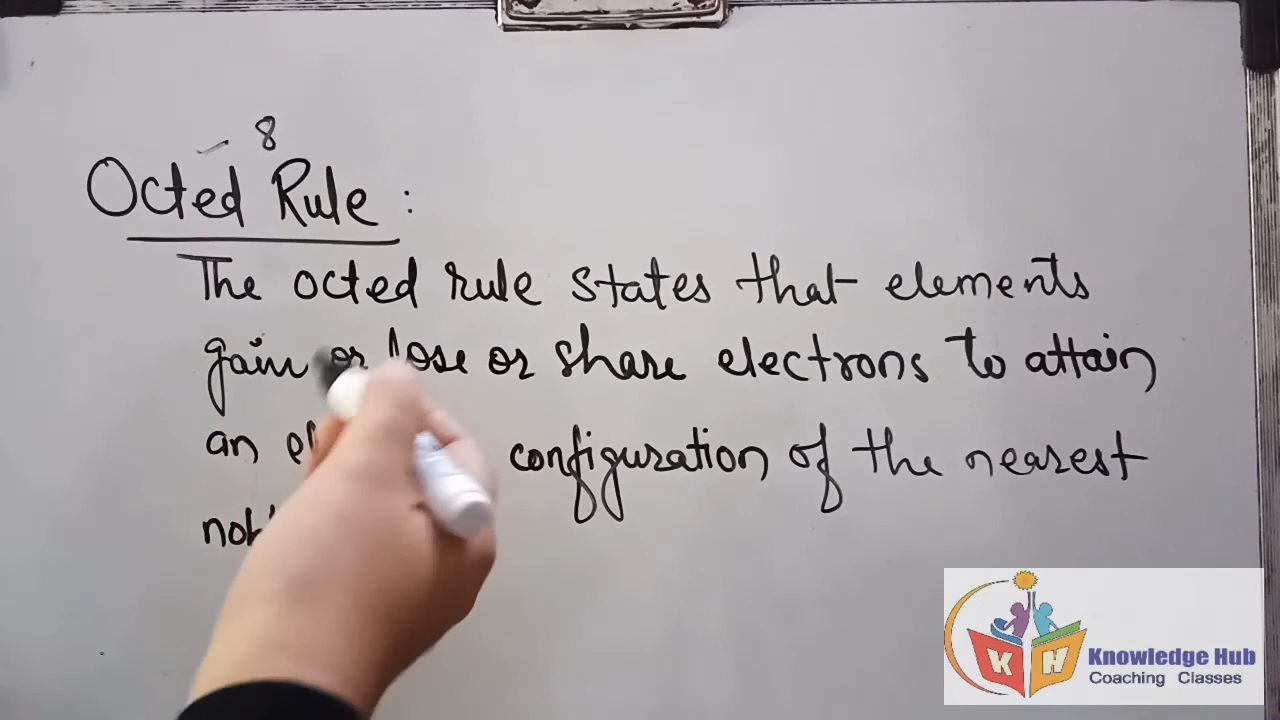 8
Octed Rule :
The octed rule states that elements
gain or lose or share electrons to attain
an configuration of the nearest
K H
Knowledge Hub
Coaching Classes